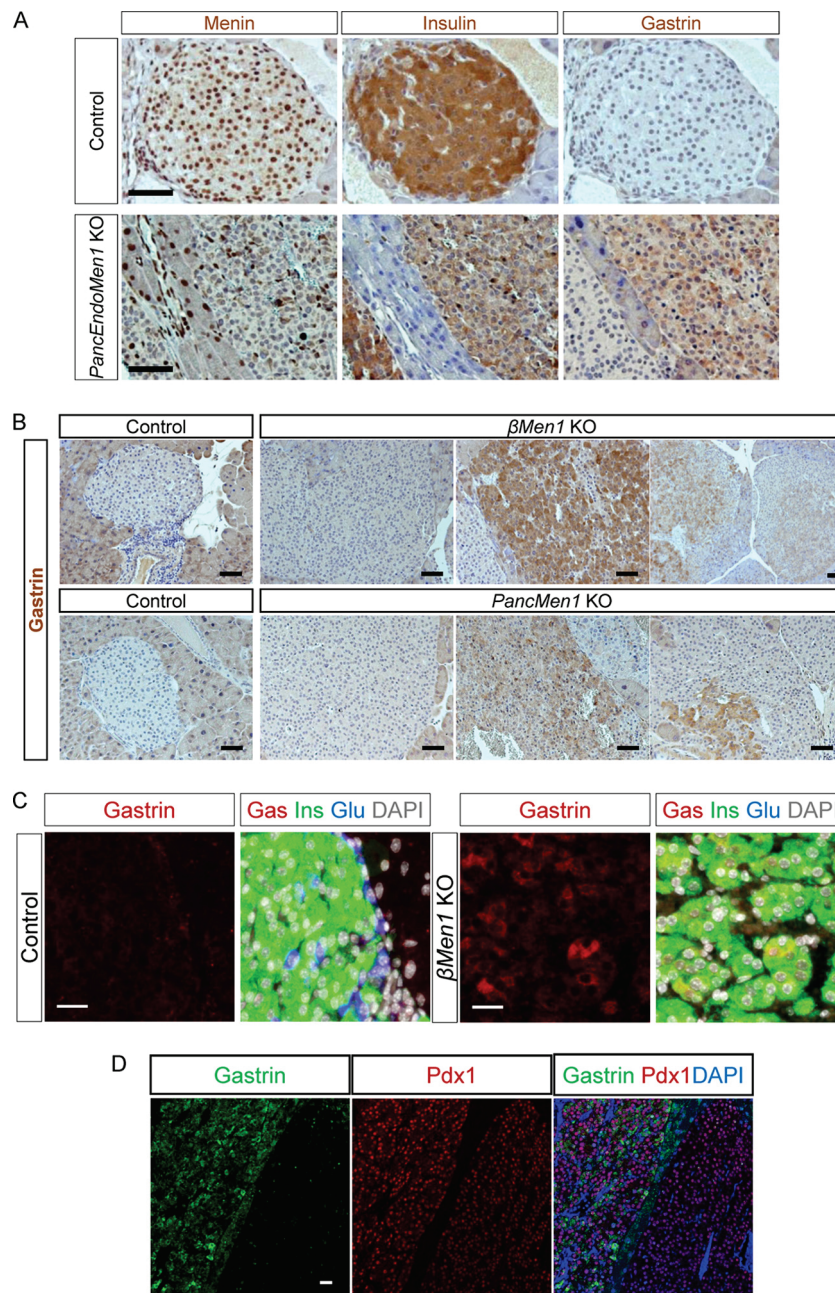 A
Menin Insulin Gastrin
Control
PancEndoMen1 KO
B
Control βMen1 KO
Gastrin
Control PancMen1 KO
C
Gastrin Gas Ins Glu DAPI Gastrin Gas Ins Glu DAPI
Control
βMen1 KO
D
Gastrin Pdx1 Gastrin Pdx1DAPI